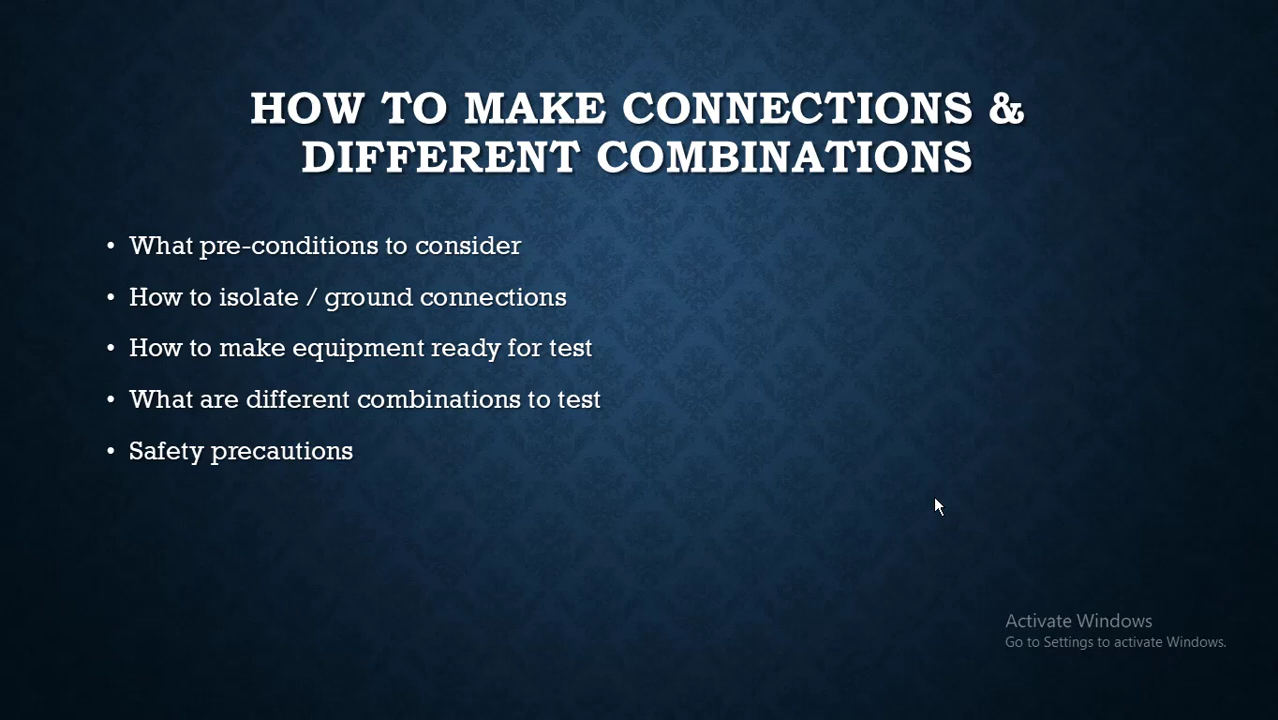 HOW TO MAKE CONNECTIONS &
DIFFERENT COMBINATIONS
• What pre-conditions to consider
• How to isolate / ground connections
• How to make equipment ready for test
• What are different combinations to test
• Safety precautions
Activate Windows
Go to Settings to activate Windows.